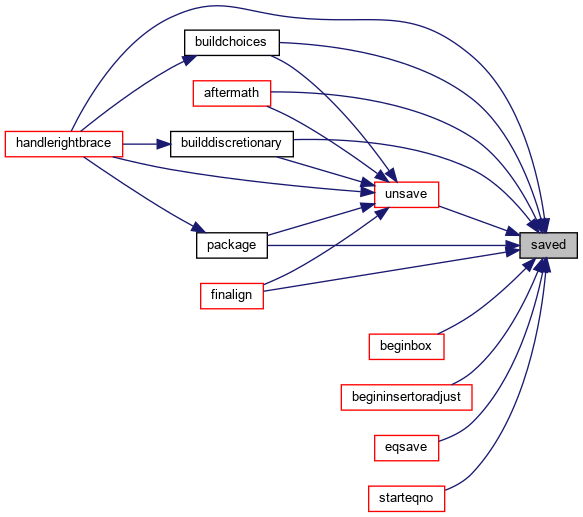 buildchoices
aftermath
handlerightbrace
builddiscretionary
unsave
package
saved
finalign
beginbox
begininsertoradjust
eqsave
starteqno